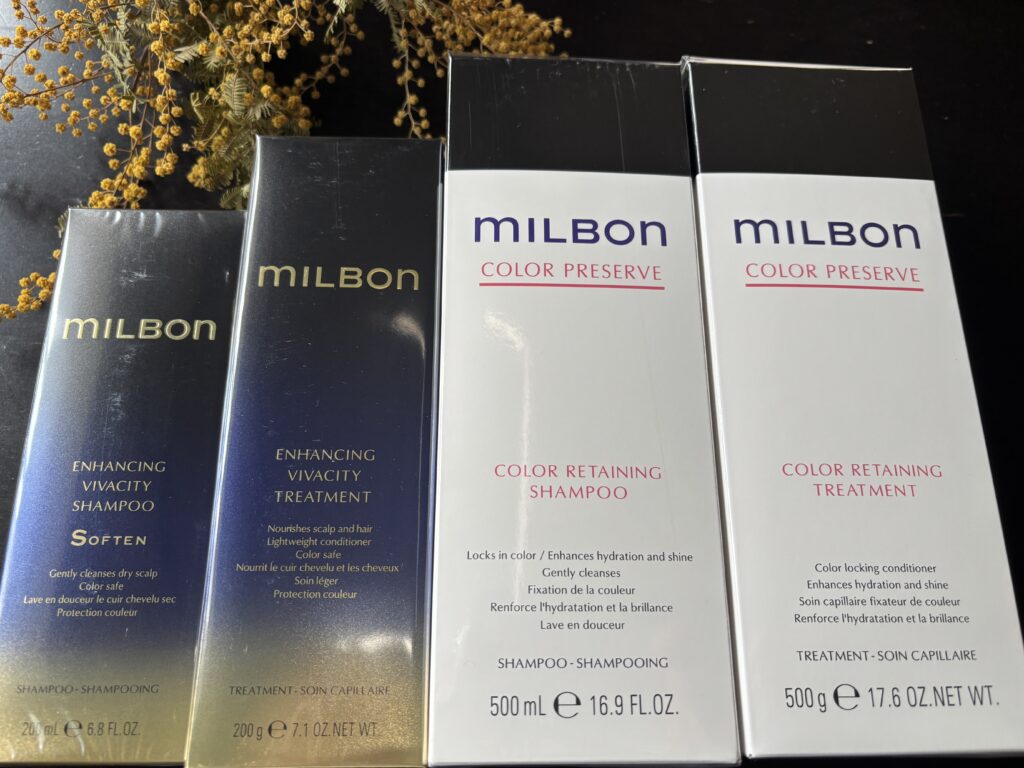 MILBON
ENHANCING
VIVACITY
SHAMPOO
SOFTEN
Gently cleanses dry scalp
Color safe
Lave en douceur le cuir chevelu sec
Protection couleur
SHAMPOO - SHAMPOOING
200 mL ℮ 6.8 FL.OZ.
MILBON
ENHANCING
VIVACITY
TREATMENT
Nourishes scalp and hair
Lightweight conditioner
Color safe
Nourrit le cuir chevelu et les cheveux
Soin léger
Protection couleur
TREATMENT - SOIN CAPILLAIRE
200 g ℮ 7.1 OZ.NET WT.
MILBON
COLOR PRESERVE
COLOR RETAINING
SHAMPOO
Locks in color / Enhances hydration and shine
Gently cleanses
Fixation de la couleur
Renforce l'hydratation et la brillance
Lave en douceur
SHAMPOO - SHAMPOOING
500 mL ℮ 16.9 FL.OZ.
MILBON
COLOR PRESERVE
COLOR RETAINING
TREATMENT
Color locking conditioner
Enhances hydration and shine
Soin capillaire fixateur de couleur
Renforce l'hydratation et la brillance
TREATMENT - SOIN CAPILLAIRE
500 g ℮ 17.6 OZ.NET WT.